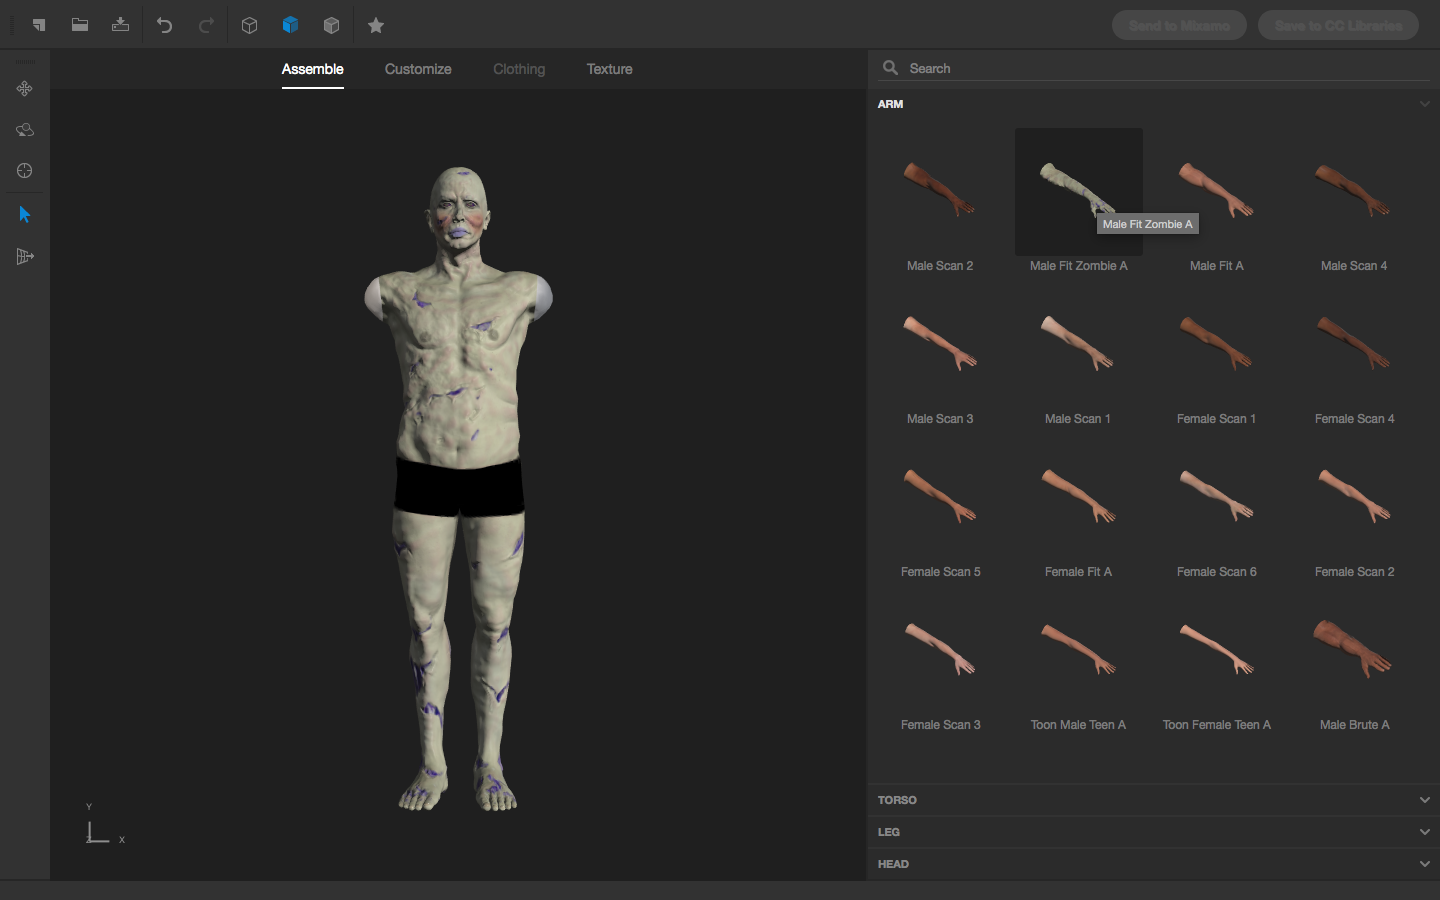 Send to Mixamo
Save to CC Libraries
Assemble
Customize
Clothing
Texture
Search
ARM
Male Scan 2
Male Fit Zombie A
Male Fit Zombie A
Male Fit A
Male Scan 4
Male Scan 3
Male Scan 1
Female Scan 1
Female Scan 4
Female Scan 5
Female Fit A
Female Scan 6
Female Scan 2
Female Scan 3
Toon Male Teen A
Toon Female Teen A
Male Brute A
TORSO
LEG
HEAD
Y
Z
X